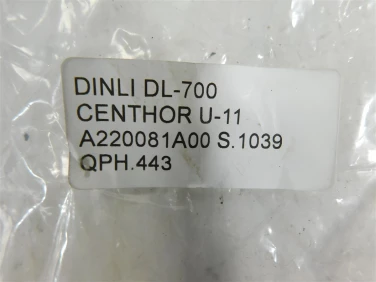 DINLI DL-700
CENTHOR U-11
A220081A00 S.1039
QPH.443